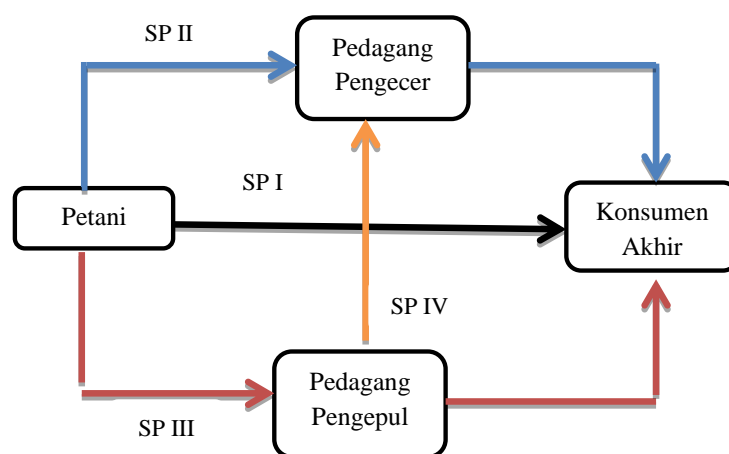 SP II
Pedagang
Pengecer
SP I
Petani
Konsumen
Akhir
SP IV
Pedagang
Pengepul
SP III